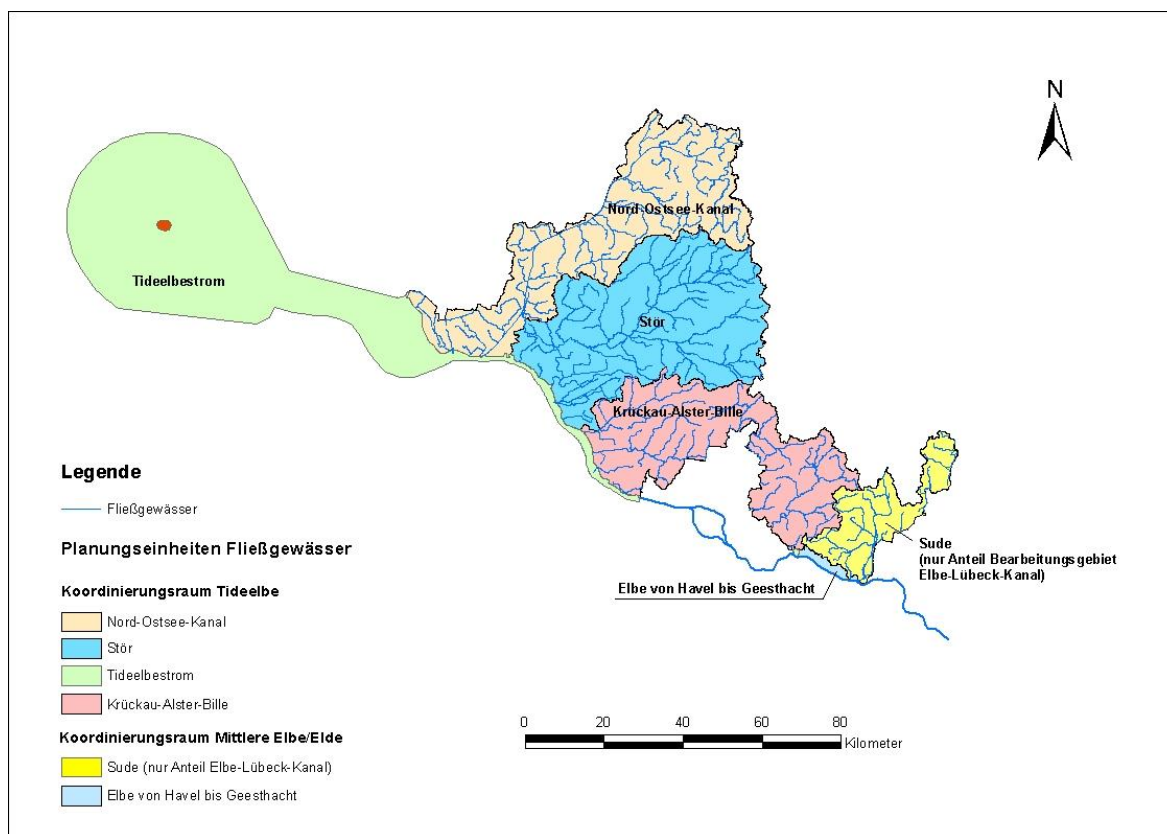 N
Nord-Ostsee-Kanal
Tideelbestrom
Stör
Krückau-Alster-Bille
Sude
(nur Anteil Bearbeitungsgebiet
Elbe-Lübeck-Kanal)
Elbe von Havel bis Geesthacht
Legende
Fließgewässer
Planungseinheiten Fließgewässer
Koordinierungsraum Tideelbe
Nord-Ostsee-Kanal
Stör
Tideelbestrom
Krückau-Alster-Bille
Koordinierungsraum Mittlere Elbe/Elde
Sude (nur Anteil Elbe-Lübeck-Kanal)
Elbe von Havel bis Geesthacht
0 20 40 60 80
Kilometer